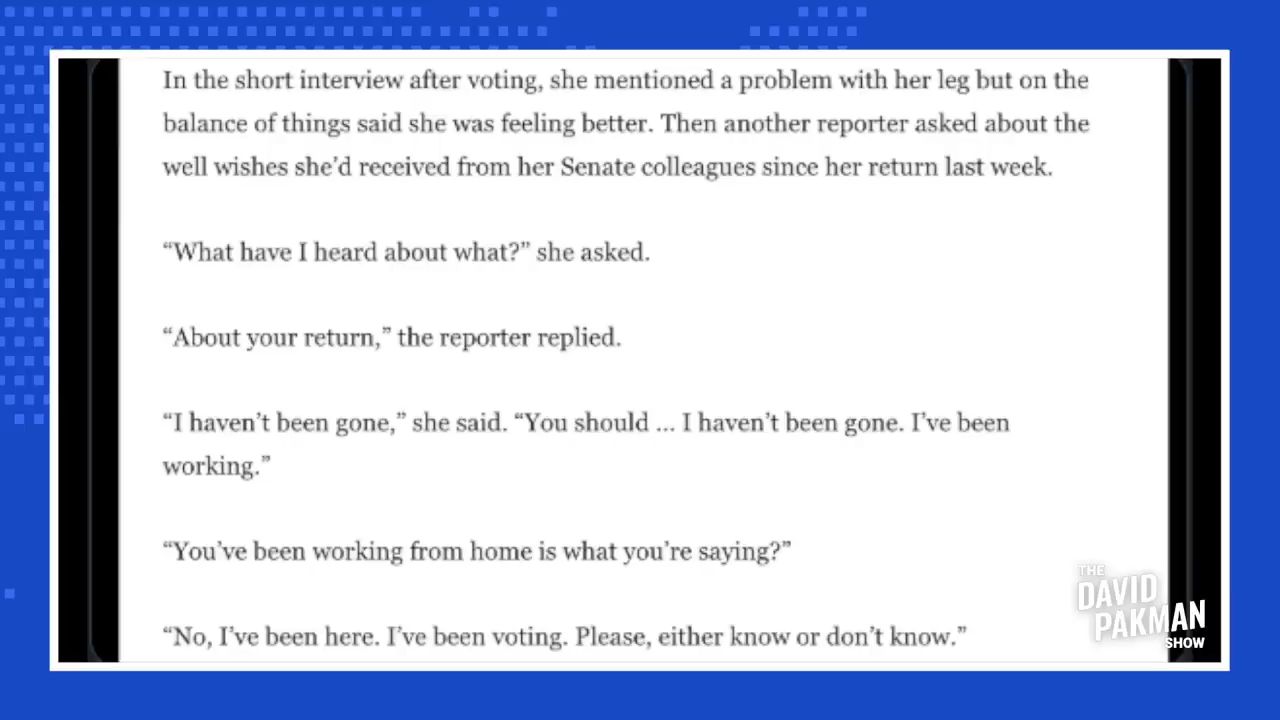 In the short interview after voting, she mentioned a problem with her leg but on the
balance of things said she was feeling better. Then another reporter asked about the
well wishes she’d received from her Senate colleagues since her return last week.
“What have I heard about what?” she asked.
“About your return,” the reporter replied.
“I haven’t been gone,” she said. “You should ... I haven’t been gone. I’ve been
working.”
“You’ve been working from home is what you’re saying?”
“No, I’ve been here. I’ve been voting. Please, either know or don’t know.”
THE
DAVID
PAKMAN
SHOW